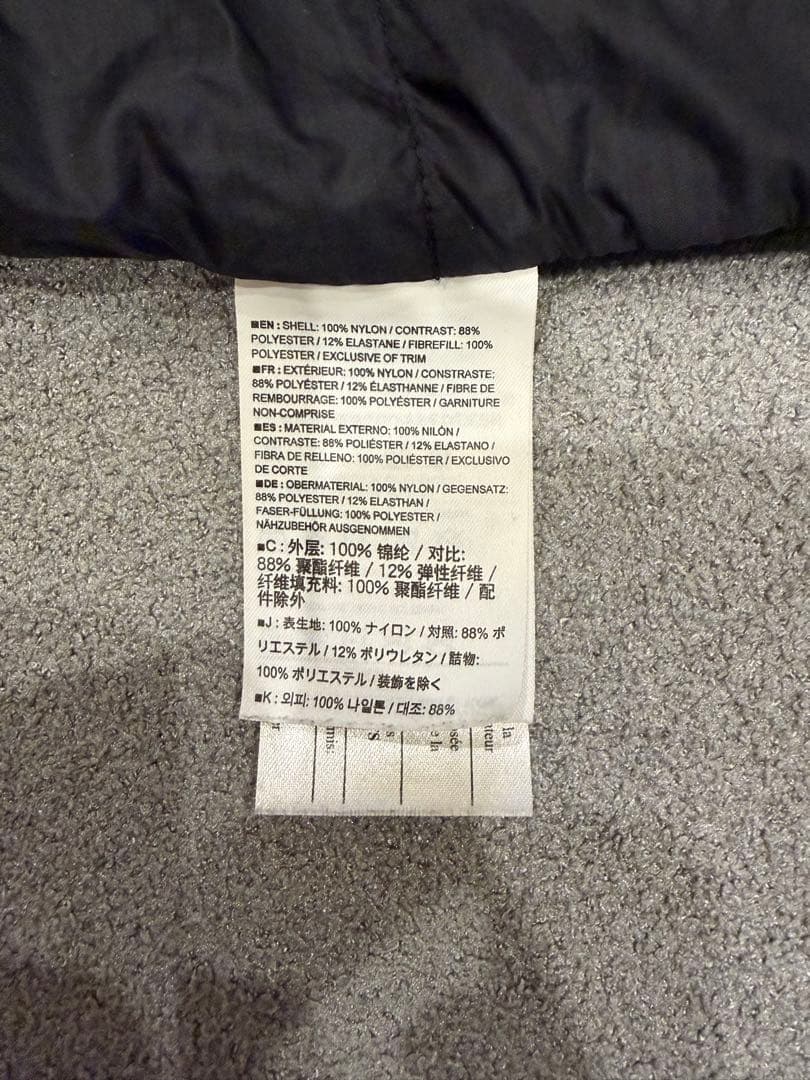 ■EN : SHELL: 100% NYLON / CONTRAST: 88%
POLYESTER / 12% ELASTANE / FIBREFILL: 100%
POLYESTER / EXCLUSIVE OF TRIM
■FR : EXTÉRIEUR: 100% NYLON / CONSTRASTE:
88% POLYÉSTER / 12% ÉLASTHANNE / FIBRE DE
REMBOURRAGE: 100% POLYÉSTER / GARNITURE
NON-COMPRISE
■ES : MATERIAL EXTERNO: 100% NILÓN /
CONTRASTE: 88% POLIÉSTER / 12% ELASTANO /
FIBRA DE RELLENO: 100% POLIÉSTER / EXCLUSIVO
DE CORTE
■DE : OBERMATERIAL: 100% NYLON / GEGENSATZ:
88% POLYESTER / 12% ELASTHAN /
FASER-FÜLLUNG: 100% POLYESTER /
NÄHZUBEHÖR AUSGENOMMEN
■C : 外层: 100% 锦纶 / 对比:
88% 聚酯纤维 / 12% 弹性纤维 /
纤维填充料: 100% 聚酯纤维 / 配
件除外
■J : 表生地: 100% ナイロン / 対照: 88% ポ
リエステル / 12% ポリウレタン / 詰物:
100% ポリエステル / 装飾を除く
■K : 외피: 100% 나일론 / 대조: 88%